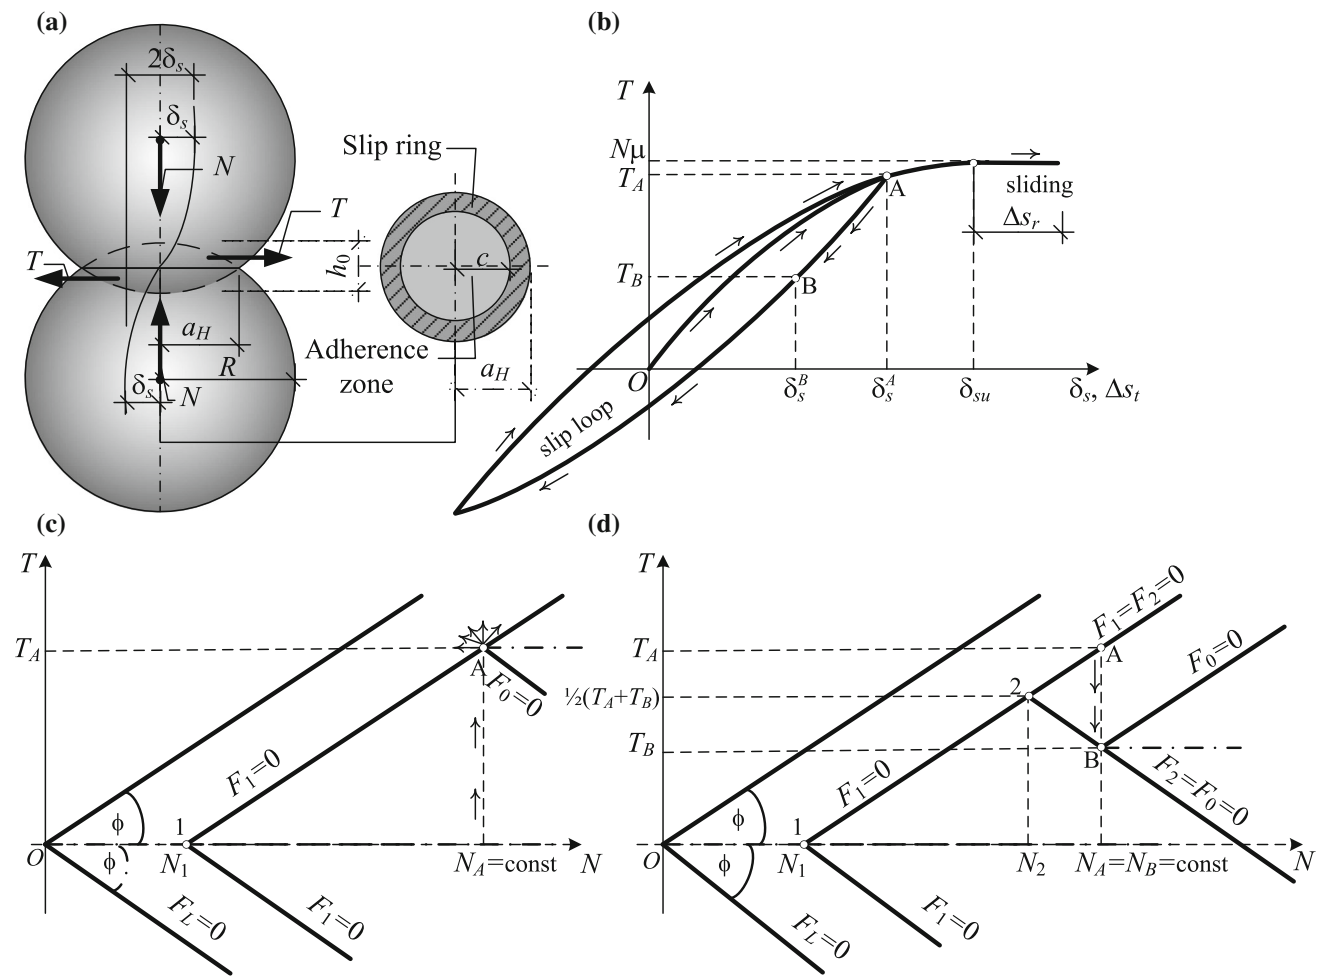 (a)
2δs
δs
N
T
T
h0
aH
R
δs
N
Slip ring
c
Adherence
zone
aH
(b)
T
Nμ
TA
A
sliding
Δsr
TB
B
O
δsB
δsA
δsu
δs, Δst
slip loop
(c)
T
TA
A
F0=0
F1=0
ϕ
1
O
ϕ
N1
NA=const
N
FL=0
F1=0
(d)
T
F1=F2=0
TA
A
F0=0
2
½(TA+TB)
TB
B
F2=F0=0
F1=0
ϕ
1
O
ϕ
N1
N2
NA=NB=const
N
FL=0
F1=0